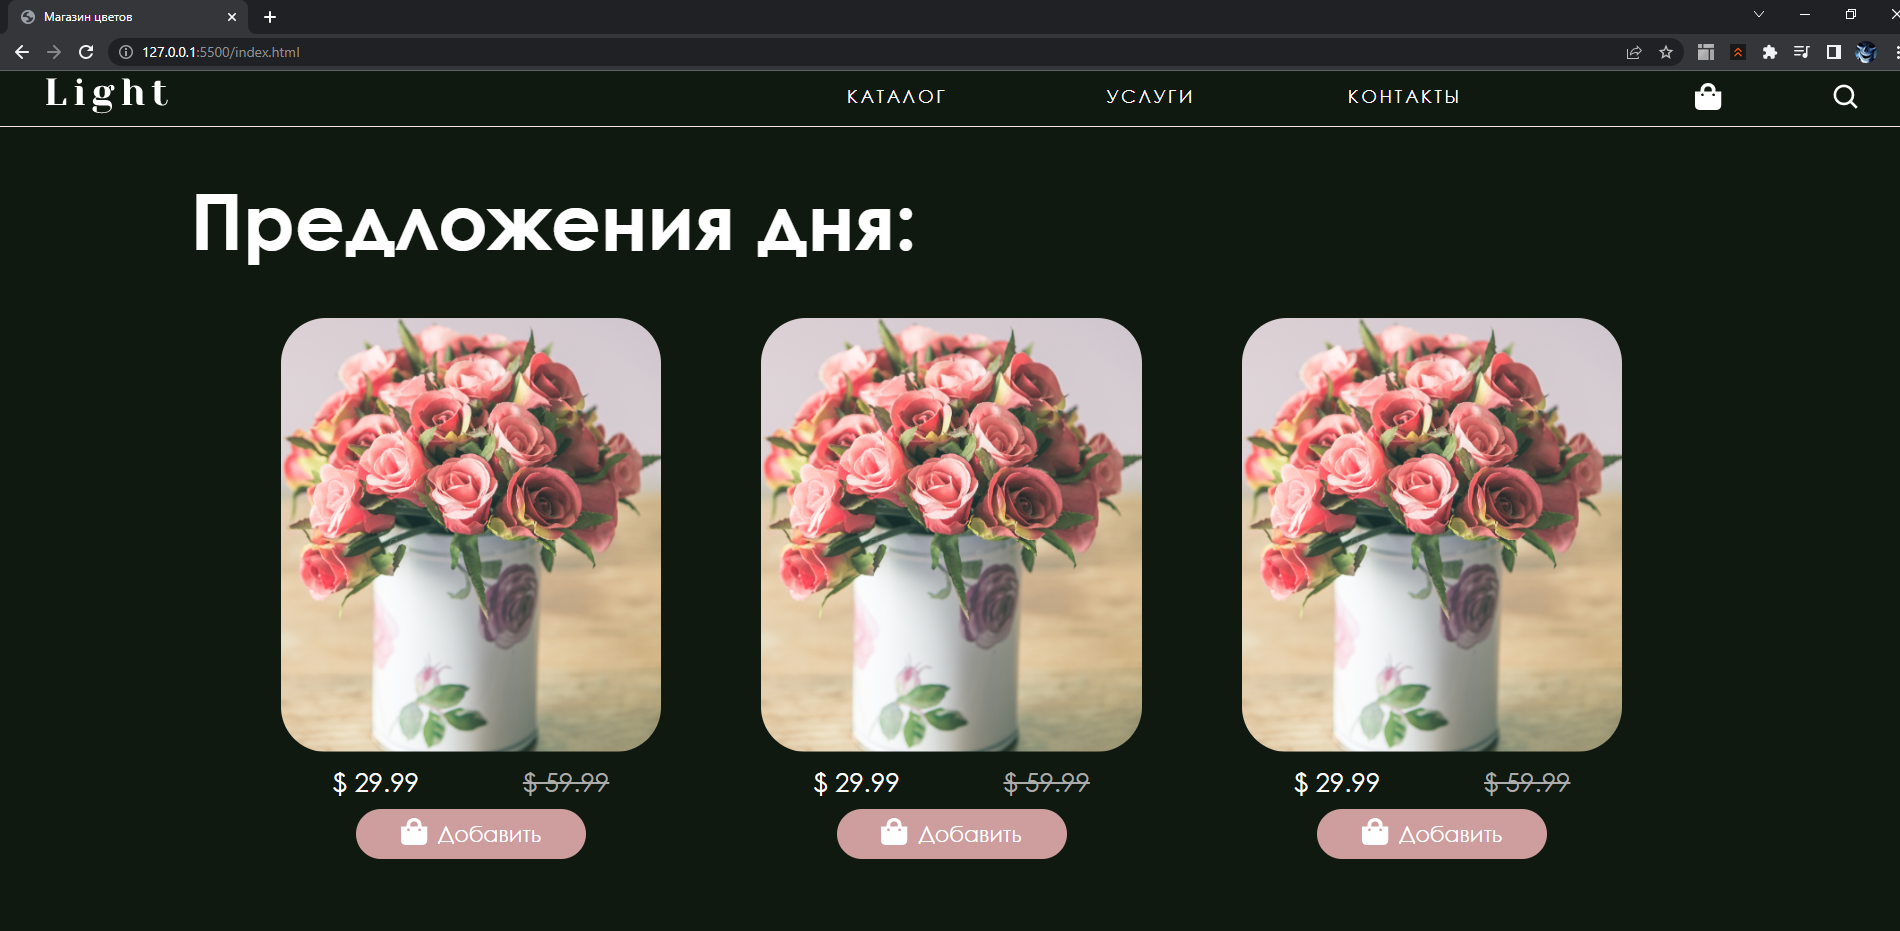 Магазин цветов
127.0.0.1:5500/index.html
Light КАТАЛОГ УСЛУГИ КОНТАКТЫ
Предложения дня:
$ 29.99 $ 59.99 $ 29.99 $ 59.99 $ 29.99 $ 59.99
Добавить Добавить Добавить